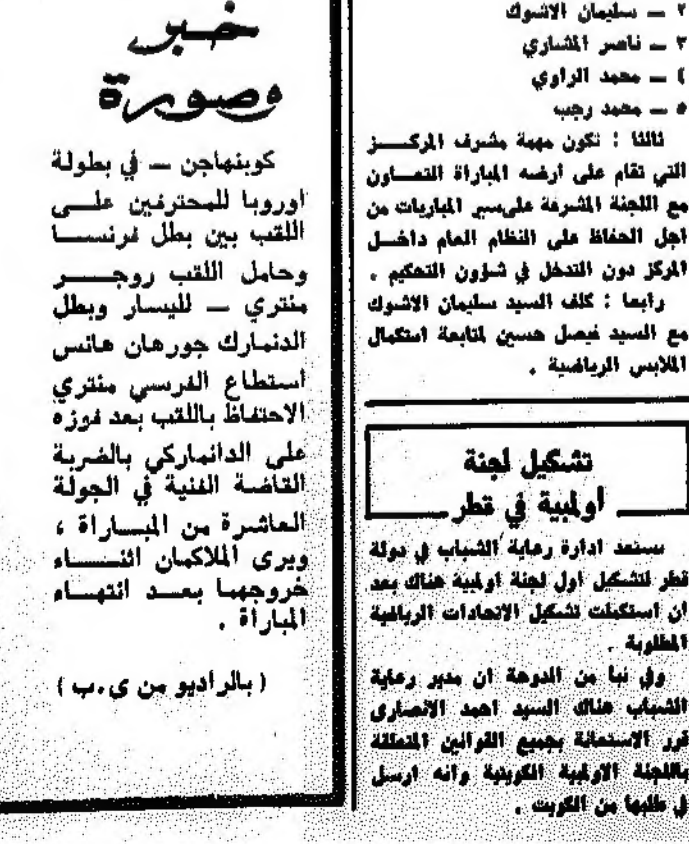 ٢ — سليمان الاشوك
٣ — ناصر المشاري
٤ — محمد الراوي
٥ — محمد رجب
ثالثا : تكون مهمة مشرف المركز
التي تقام على ارضه المباراة التعاون
مع اللجنة المشرفة على سير المباريات من
اجل الحفاظ على النظام العام داخل
المركز دون التدخل في شؤون التحكيم .
رابعا : كلف السيد سليمان الاشوك
مع السيد فيصل حسين لمتابعة استكمال
الملابس الرياضية .
تشكيل لجنة
اولمبية في قطر
تستعد ادارة رعاية الشباب في دولة
قطر لتشكيل اول لجنة اولمبية هناك بعد
ان استكملت تشكيل الاتحادات الرياضية
المطلوبة .
وفي نبا من الدوحة ان مدير رعاية
الشباب هناك السيد احمد الانصاري
قرر الاستعانة بجميع القوانين المتعلقة
باللجنة الاولمبية الكويتية وانه ارسل
في طلبها من الكويت .
خبر
وصورة
كوبنهاجن — في بطولة
اوروبا للمحترفين على
اللقب بين بطل فرنسا
وحامل اللقب روجر
منتري — لليسار وبطل
الدنمارك جورهان هانس
استطاع الفرسي منتري
الاحتفاظ باللقب بعد فوزه
على الدانماركي بالضربة
القاضة الفنية في الجولة
العاشرة من المباراة ،
ويرى الملاكمان اثناء
خروجهما بعد انتهاء
المباراة .
( بالراديو من ي.ب )